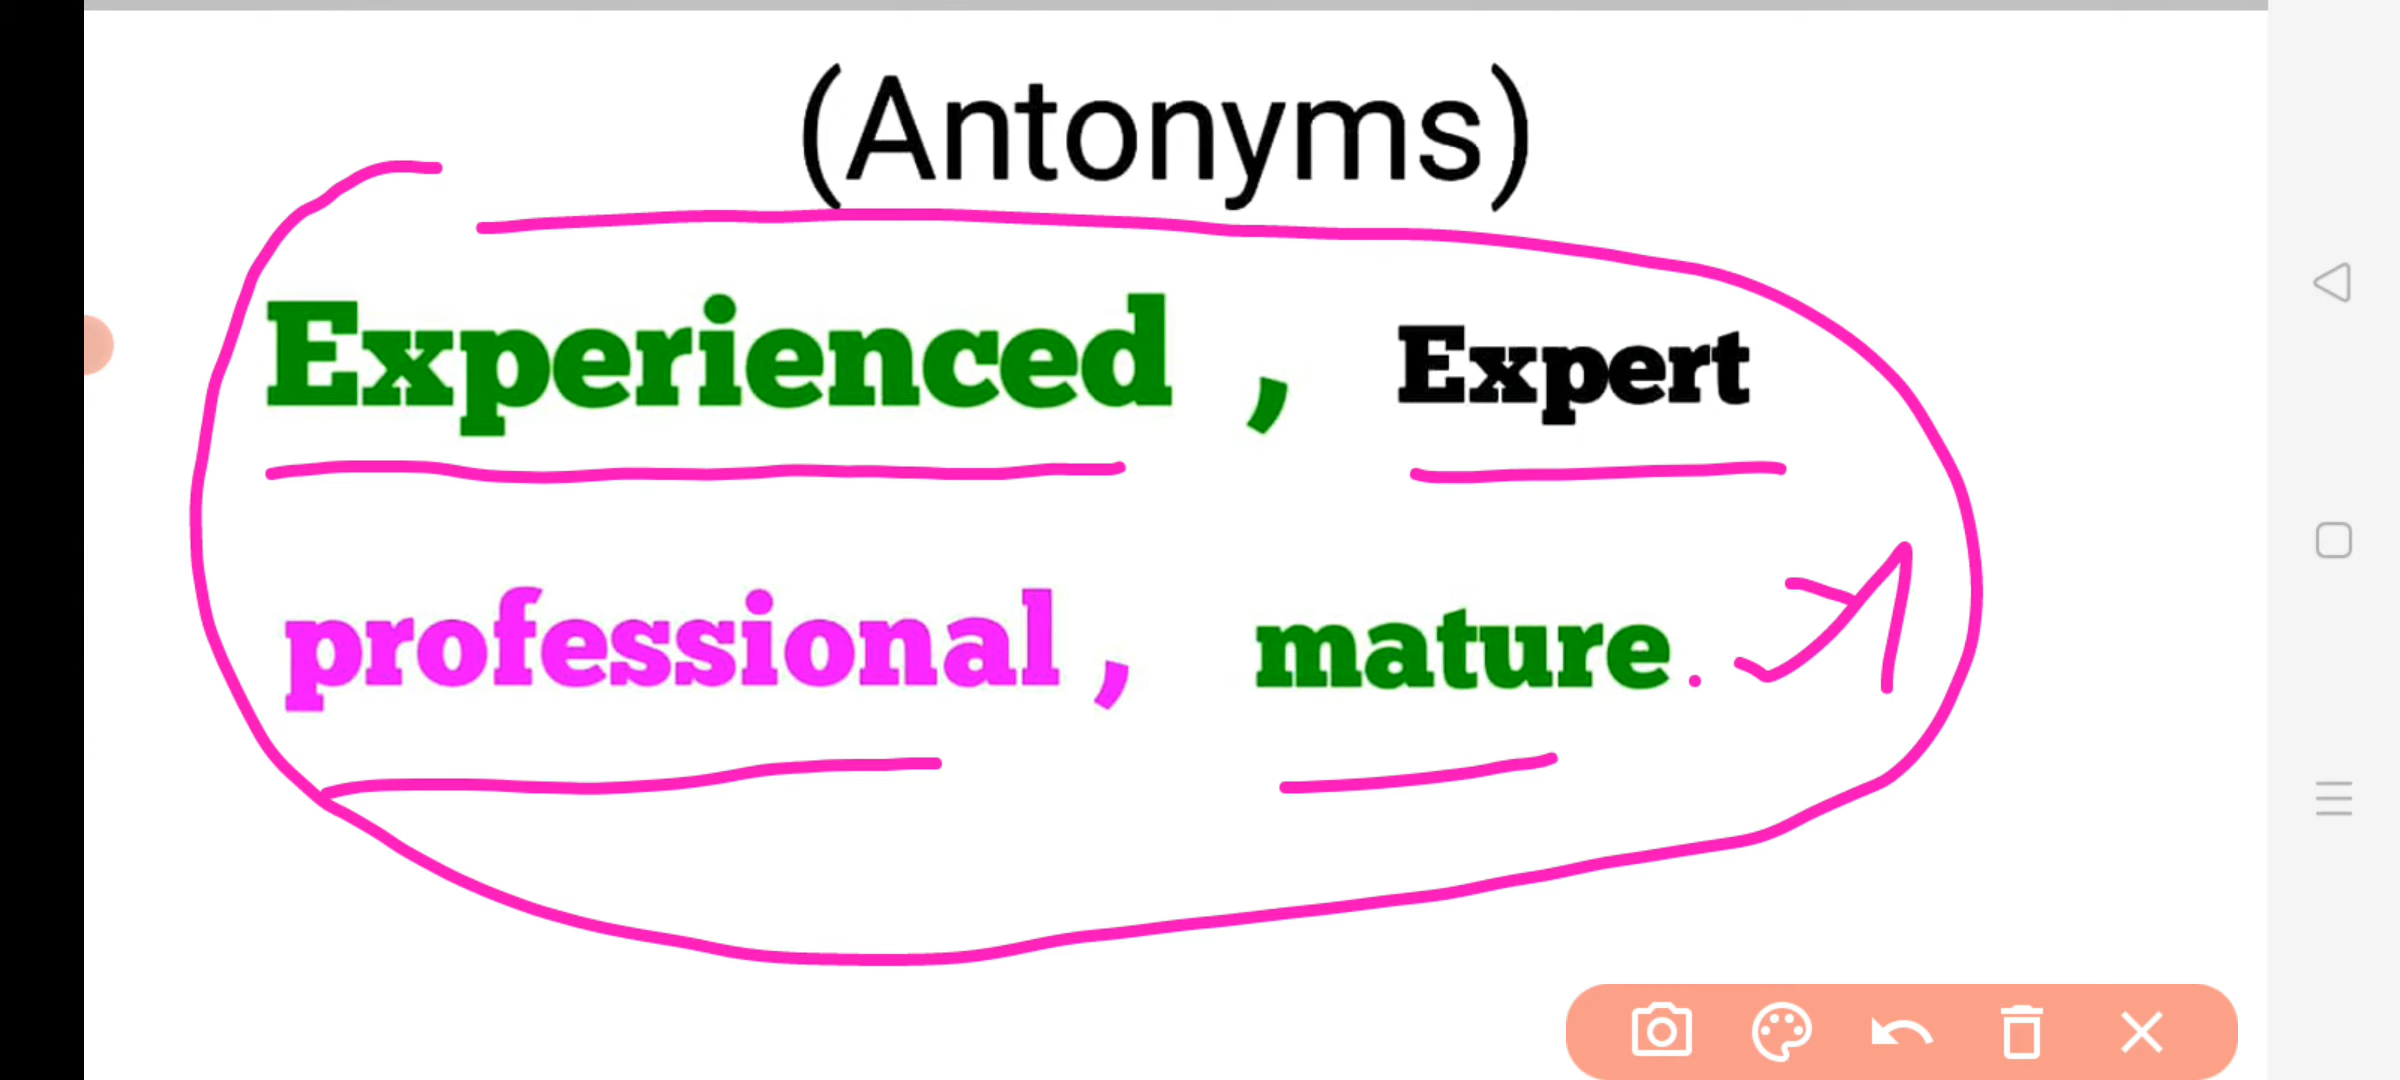 (Antonyms)
Experienced , Expert
professional , mature.